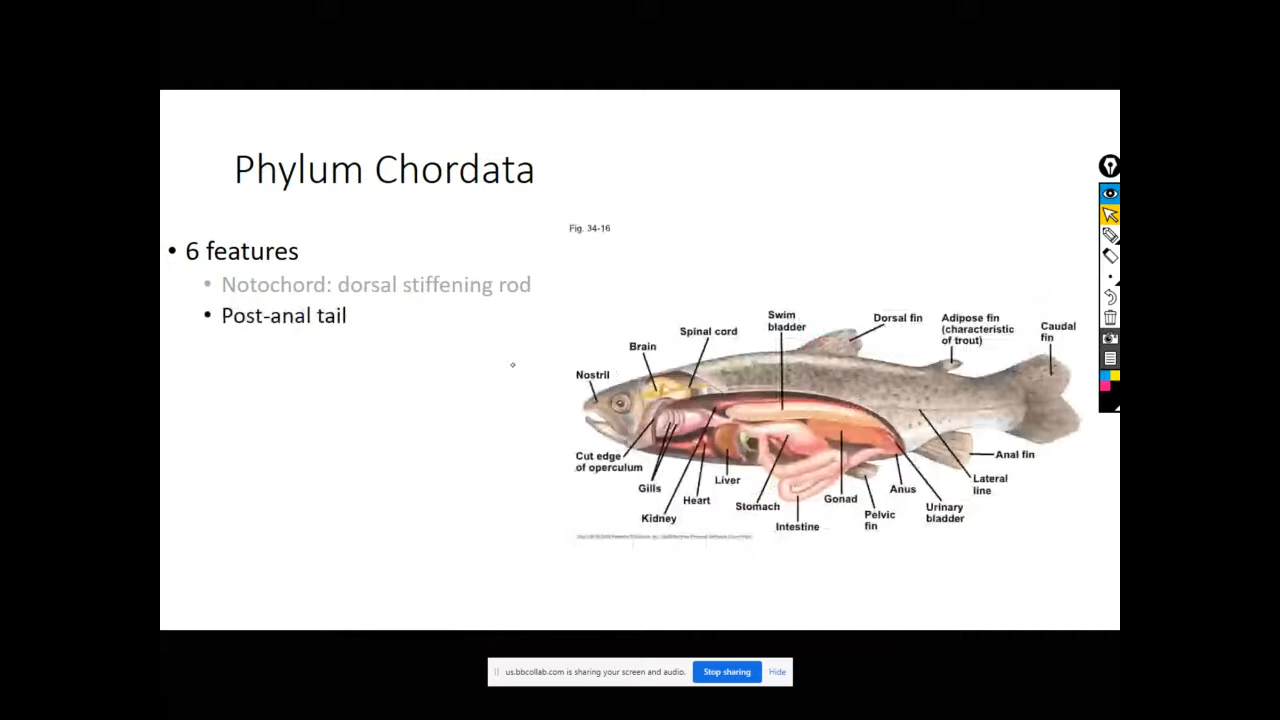 Phylum Chordata
• 6 features
• Notochord: dorsal stiffening rod
• Post-anal tail
Fig. 34-16
Swim
bladder
Dorsal fin
Adipose fin
(characteristic
of trout)
Caudal
fin
Spinal cord
Brain
Nostril
Cut edge
of operculum
Gills
Kidney
Heart
Liver
Stomach
Intestine
Gonad
Pelvic
fin
Anus
Urinary
bladder
Lateral
line
Anal fin
us.bbcollab.com is sharing your screen and audio.
Stop sharing
Hide